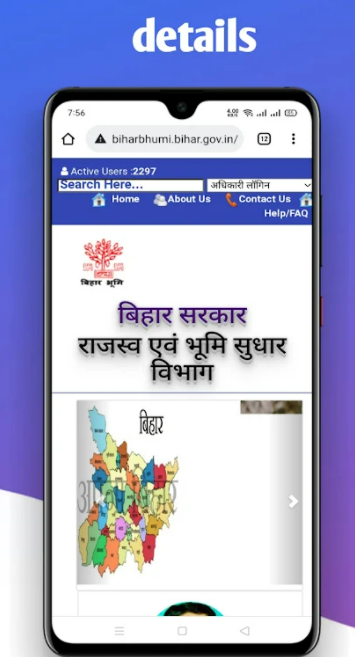 details
7:56
biharbhumi.bihar.gov.in/
12
Active Users :2297
Search Here...
अधिकारी लॉगिन
Home
About Us
Contact Us
Help/FAQ
बिहार भूमि
बिहार सरकार
राजस्व एवं भूमि सुधार
विभाग
बिहार